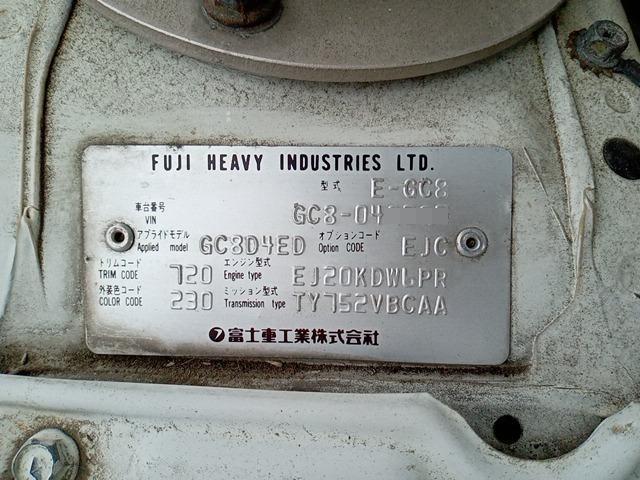 FUJI HEAVY INDUSTRIES LTD.
型式 E-GC8
車台番号 VIN GC8-04
アプライドモデル Applied model GC8D4ED オプションコード Option CODE EJC
トリムコード TRIM CODE 720 エンジン型式 Engine type EJ20KDW6PR
外装色コード COLOR CODE 230 ミッション型式 Transmission type TY752VBCAA
富士重工業株式会社